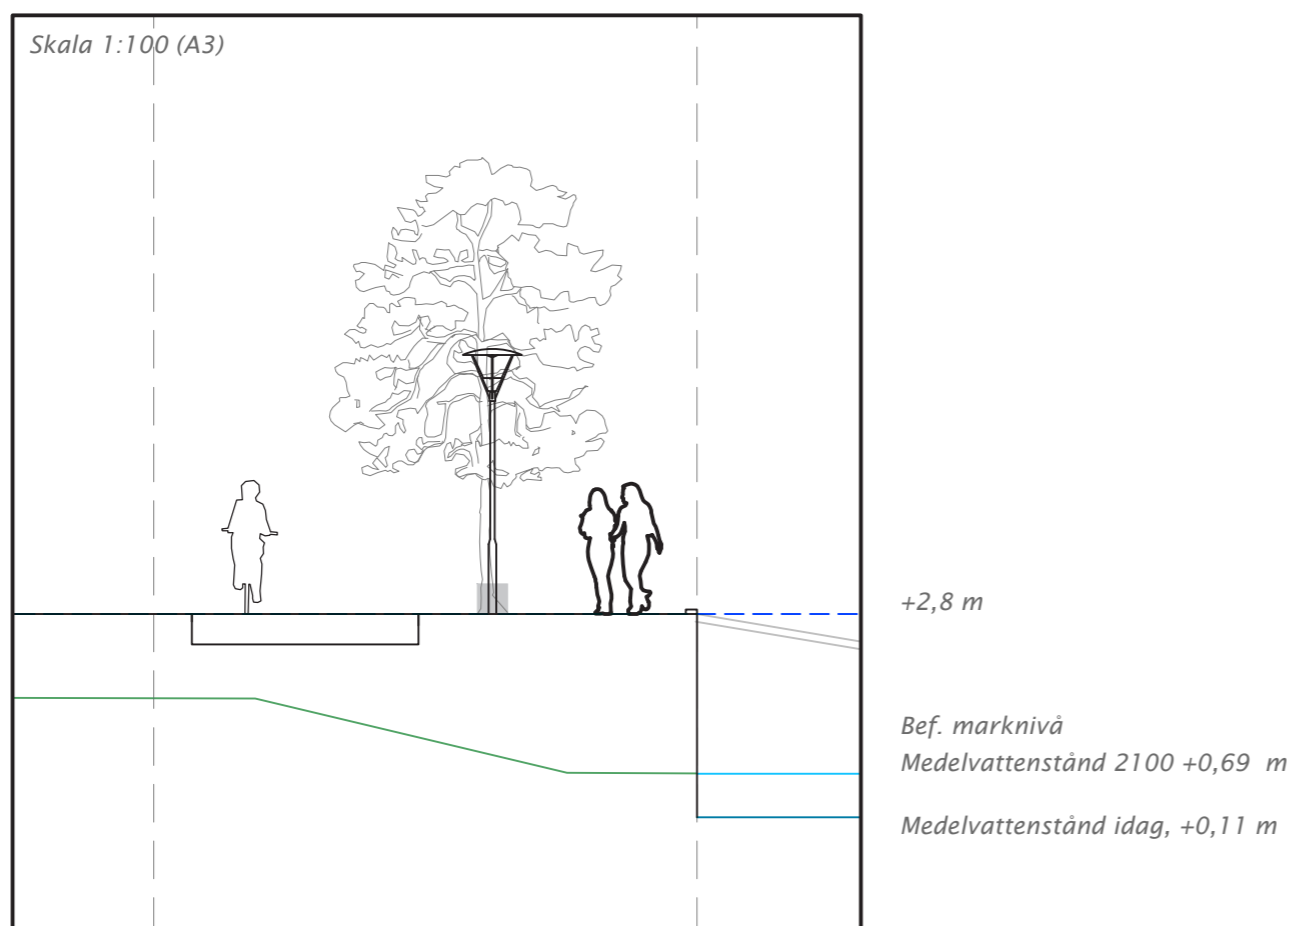 Skala 1:100 (A3)
+2,8 m
Bef. marknivå
Medelvattenstånd 2100 +0,69 m
Medelvattenstånd idag, +0,11 m